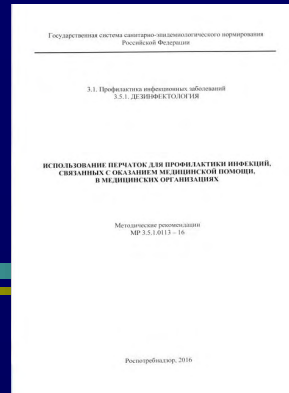 Государственная система санитарно-эпидемиологического нормирования
Российской Федерации
3.1. Профилактика инфекционных заболеваний
3.5.1. ДЕЗИНФЕКТОЛОГИЯ
ИСПОЛЬЗОВАНИЕ ПЕРЧАТОК ДЛЯ ПРОФИЛАКТИКИ ИНФЕКЦИЙ,
СВЯЗАННЫХ С ОКАЗАНИЕМ МЕДИЦИНСКОЙ ПОМОЩИ,
В МЕДИЦИНСКИХ ОРГАНИЗАЦИЯХ
Методические рекомендации
МР 3.5.1.0113 – 16
Роспотребнадзор, 2016